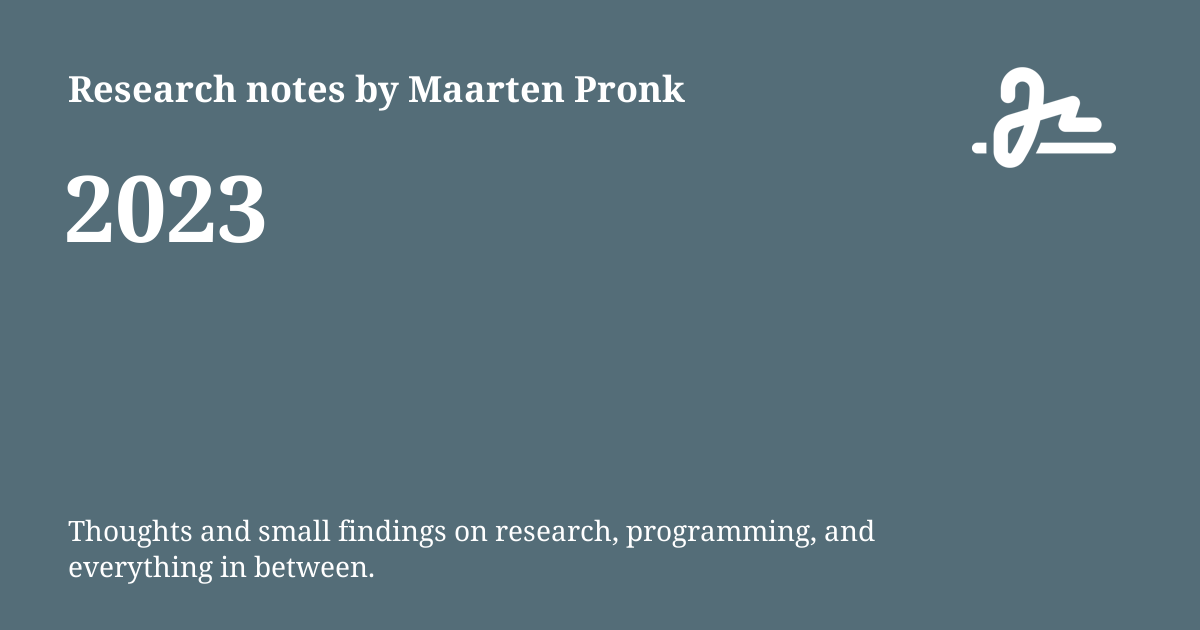 Research notes by Maarten Pronk
2023
Thoughts and small findings on research, programming, and
everything in between.